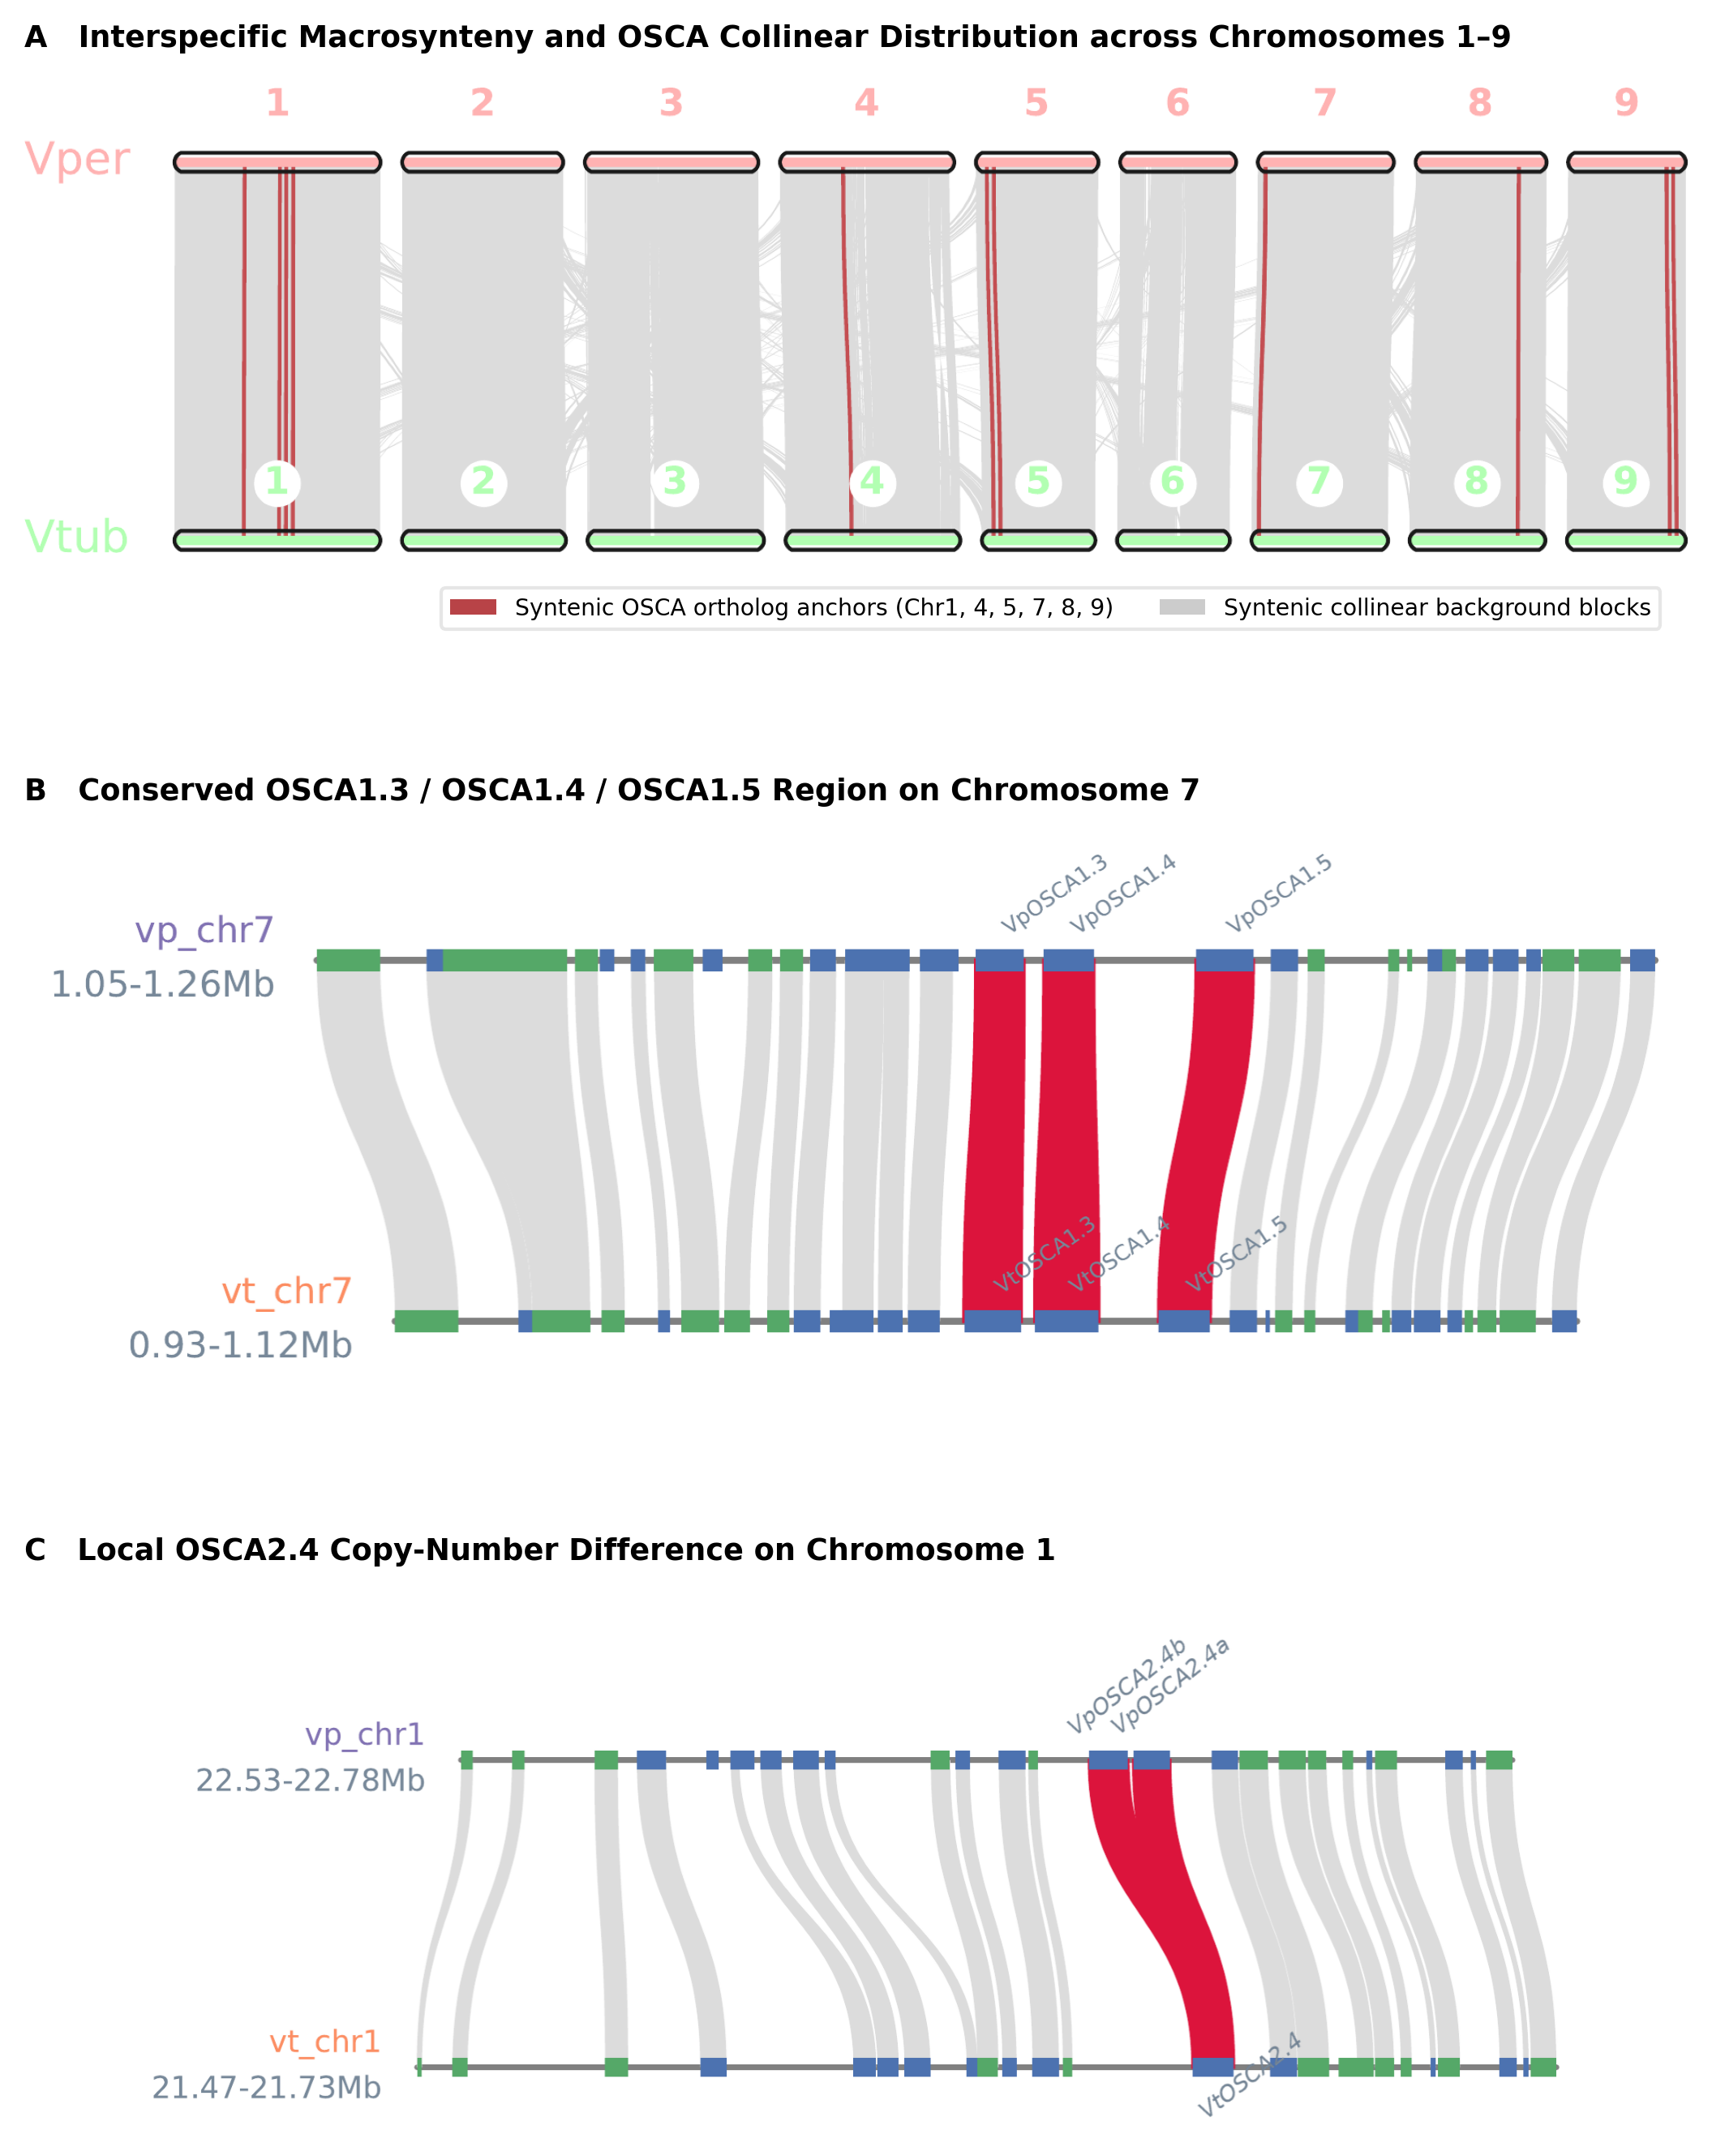 A Interspecific Macrosynteny and OSCA Collinear Distribution across Chromosomes 1–9
1 2 3 4 5 6 7 8 9
Vper
1 2 3 4 5 6 7 8 9
Vtub
Syntenic OSCA ortholog anchors (Chr1, 4, 5, 7, 8, 9) Syntenic collinear background blocks
B Conserved OSCA1.3 / OSCA1.4 / OSCA1.5 Region on Chromosome 7
VpOSCA1.3 VpOSCA1.4 VpOSCA1.5
vp_chr7
1.05-1.26Mb
VtOSCA1.3 VtOSCA1.4 VtOSCA1.5
vt_chr7
0.93-1.12Mb
C Local OSCA2.4 Copy-Number Difference on Chromosome 1
VpOSCA2.4b VpOSCA2.4a
vp_chr1
22.53-22.78Mb
vt_chr1
21.47-21.73Mb
VtOSCA2.4